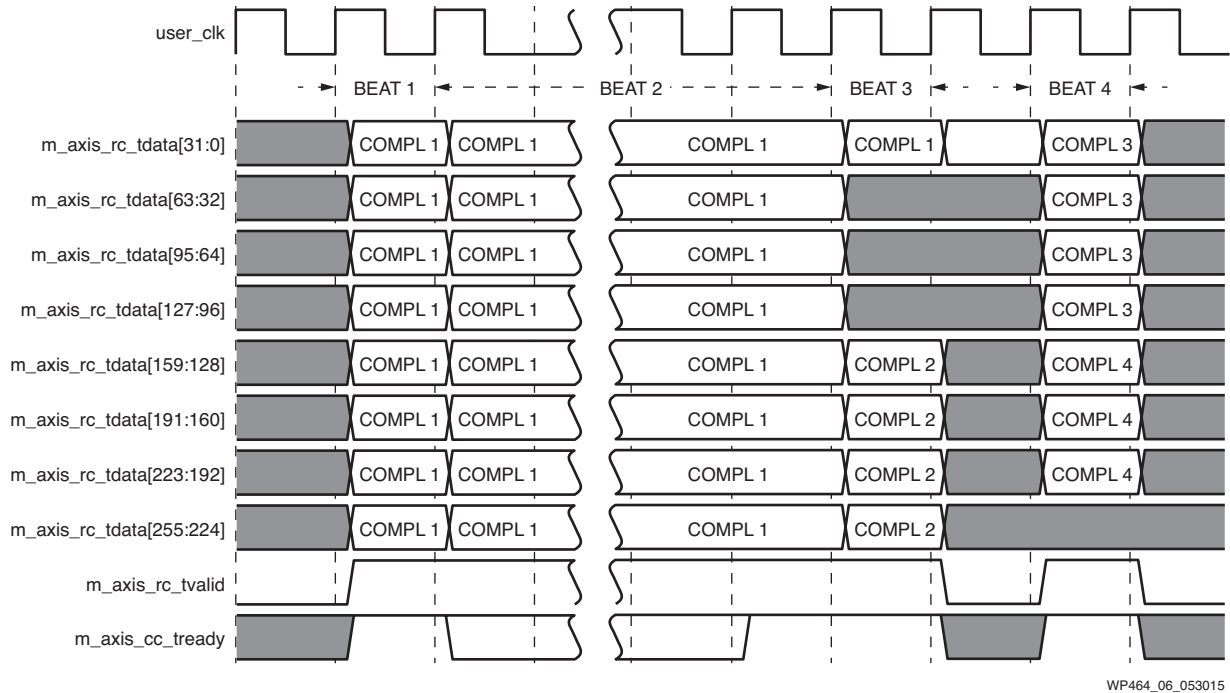 user_clk
BEAT 1 BEAT 2 BEAT 3 BEAT 4
m_axis_rc_tdata[31:0] COMPL 1 COMPL 1 COMPL 1 COMPL 1 COMPL 3
m_axis_rc_tdata[63:32] COMPL 1 COMPL 1 COMPL 1 COMPL 3
m_axis_rc_tdata[95:64] COMPL 1 COMPL 1 COMPL 1 COMPL 3
m_axis_rc_tdata[127:96] COMPL 1 COMPL 1 COMPL 1 COMPL 3
m_axis_rc_tdata[159:128] COMPL 1 COMPL 1 COMPL 1 COMPL 2 COMPL 4
m_axis_rc_tdata[191:160] COMPL 1 COMPL 1 COMPL 1 COMPL 2 COMPL 4
m_axis_rc_tdata[223:192] COMPL 1 COMPL 1 COMPL 1 COMPL 2 COMPL 4
m_axis_rc_tdata[255:224] COMPL 1 COMPL 1 COMPL 1 COMPL 2
m_axis_rc_tvalid
m_axis_cc_tready
WP464_06_053015